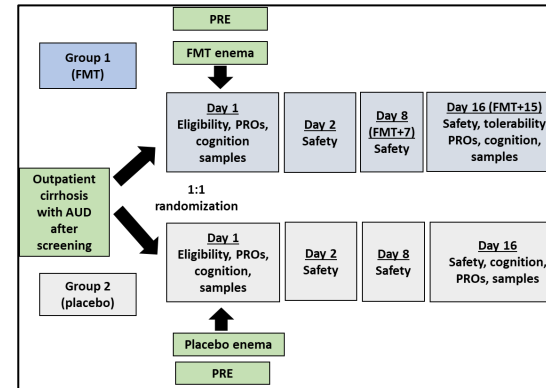 PRE
FMT enema
Group 1
(FMT)
Day 1
Eligibility, PROs,
cognition
samples
Day 2
Safety
Day 8
(FMT+7)
Safety
Day 16 (FMT+15)
Safety, tolerability
PROs, cognition,
samples
Outpatient
cirrhosis
with AUD
after
screening
1:1
randomization
Group 2
(placebo)
Day 1
Eligibility, PROs,
cognition,
samples
Day 2
Safety
Day 8
Safety
Day 16
Safety, cognition,
PROs, samples
Placebo enema
PRE